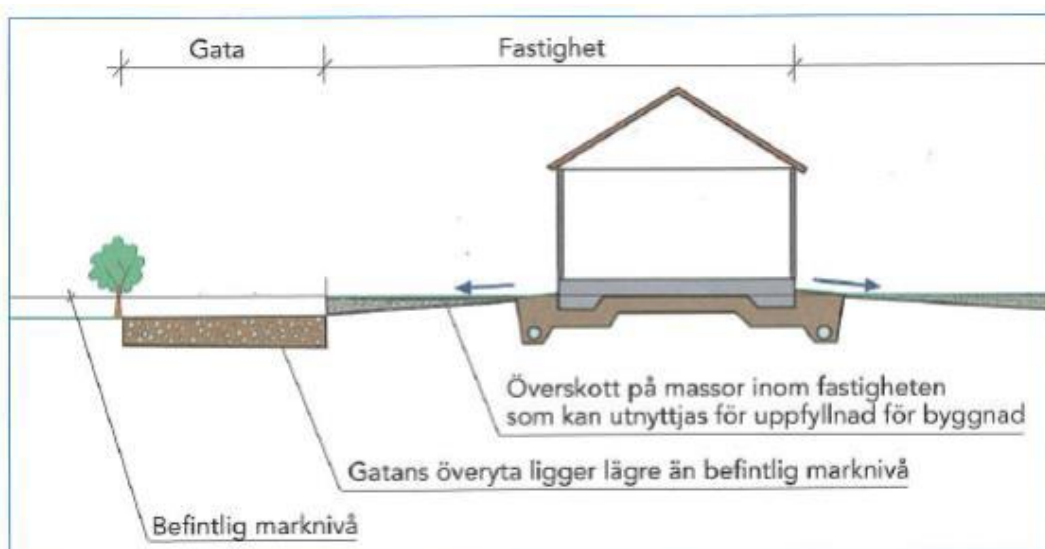 Gata
Fastighet
Överskott på massor inom fastigheten
som kan utnyttjas för uppfyllnad för byggnad
Gatans överyta ligger lägre än befintlig marknivå
Befintlig marknivå